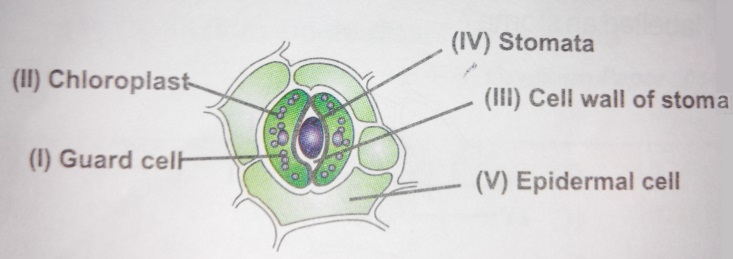 (IV) Stomata
(II) Chloroplast
(III) Cell wall of stoma
(I) Guard cell
(V) Epidermal cell